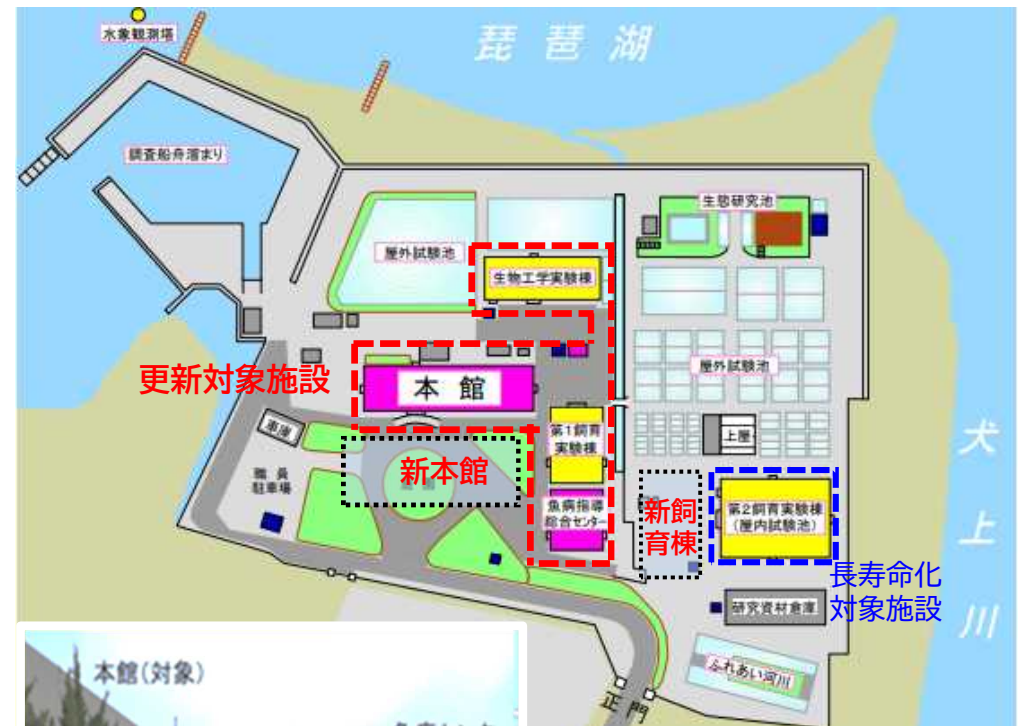 水象観測塔
琵琶湖
調査船舟溜まり
生態研究池
屋外試験池
生物工学実験棟
更新対象施設
本館
屋外試験池
犬上川
車庫
第1飼育
実験棟
上屋
職員
駐車場
新本館
魚病指導
総合センター
新飼
育棟
第2飼育実験棟
(屋内試験池)
長寿命化
対象施設
研究資材倉庫
ふれあい河川
正門
本館(対象)